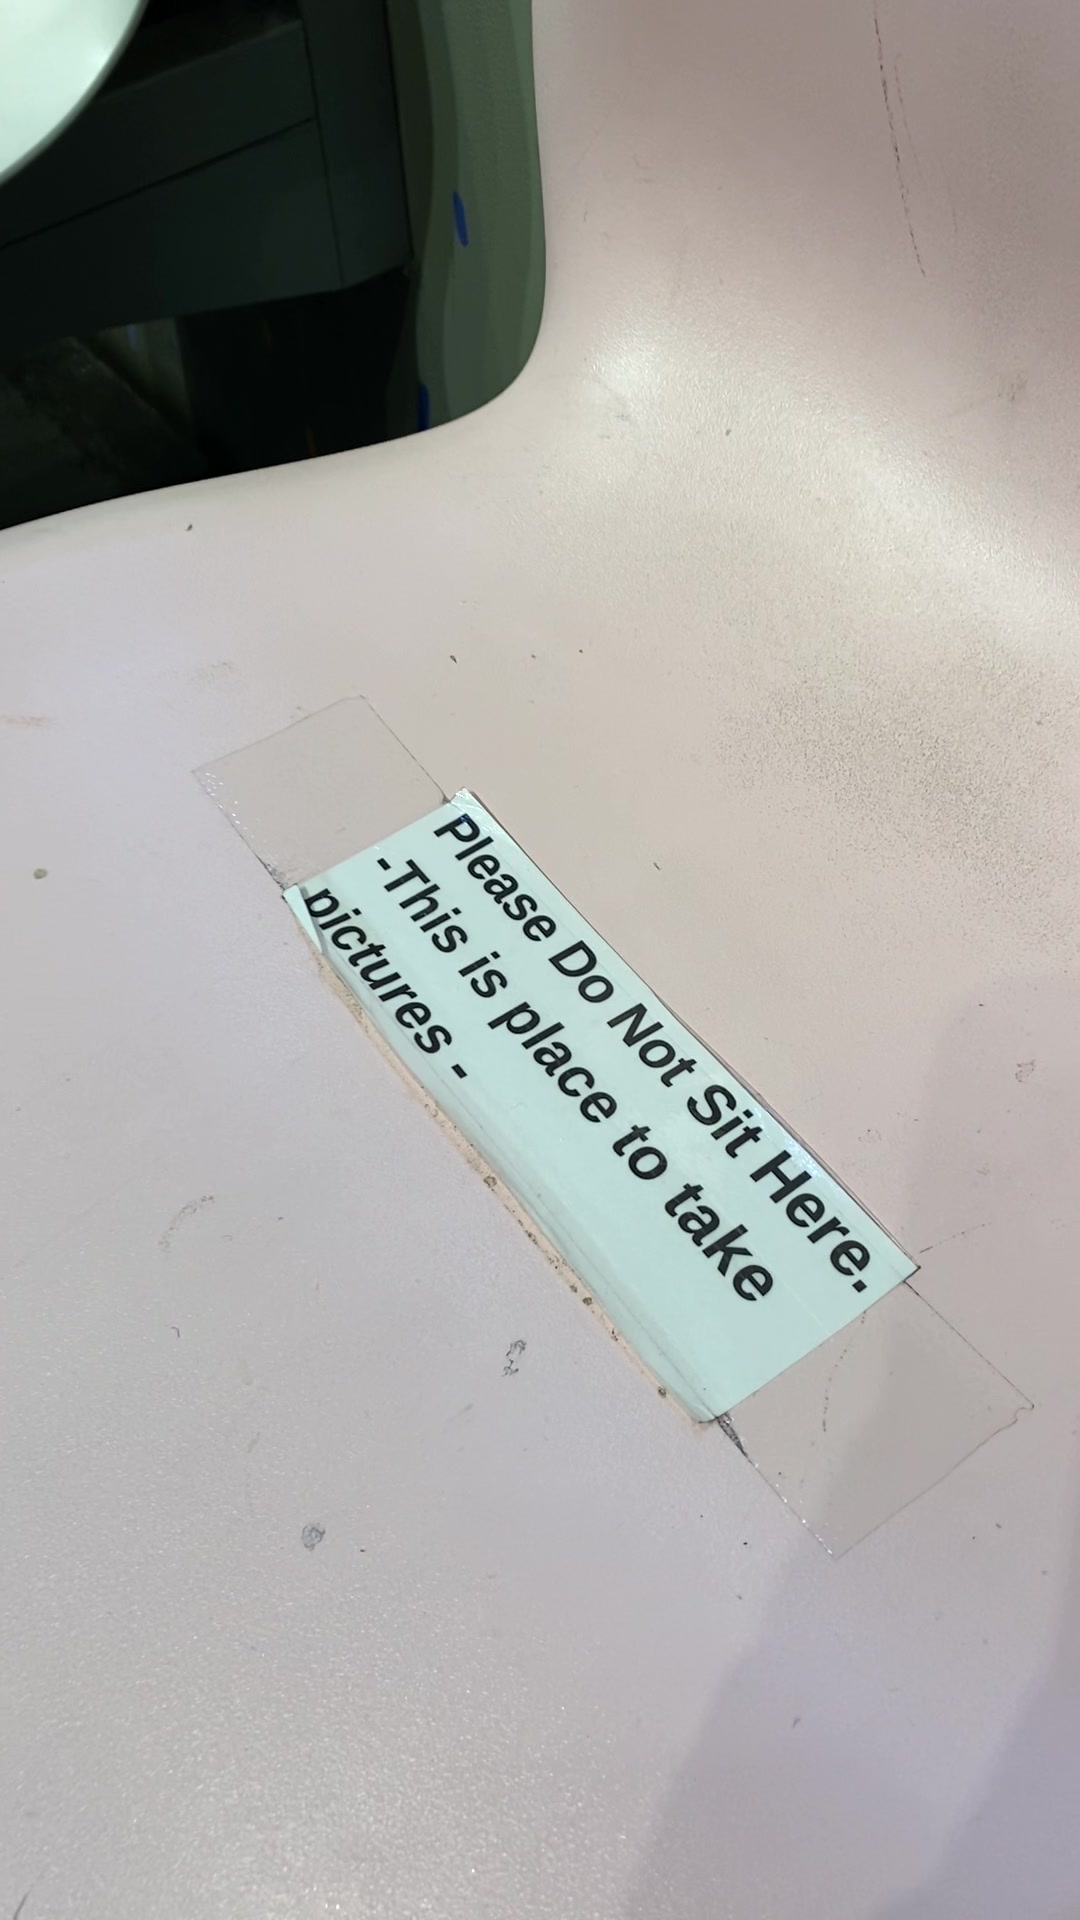 Please Do Not Sit Here.
-This is place to take
pictures -